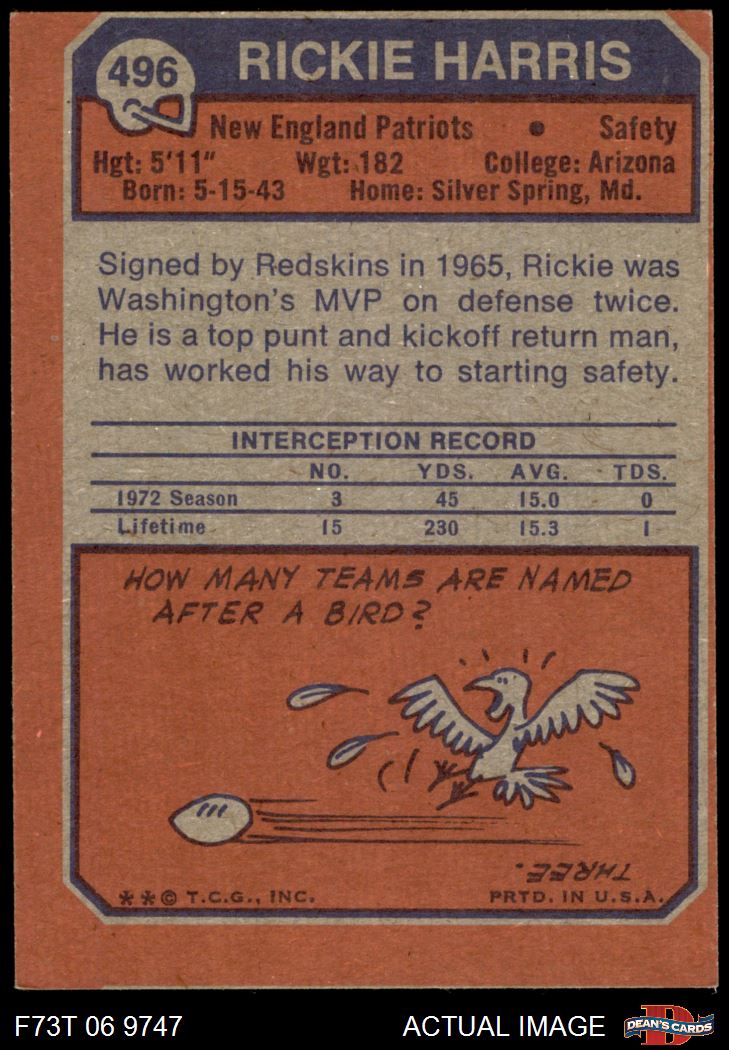 496
RICKIE HARRIS
New England Patriots • Safety
Hgt: 5'11" Wgt: 182 College: Arizona
Born: 5-15-43 Home: Silver Spring, Md.
Signed by Redskins in 1965, Rickie was
Washington's MVP on defense twice.
He is a top punt and kickoff return man,
has worked his way to starting safety.
INTERCEPTION RECORD
NO. YDS. AVG. TDS.
1972 Season 3 45 15.0 0
Lifetime 15 230 15.3 1
HOW MANY TEAMS ARE NAMED
AFTER A BIRD?
THREE.
**© T.C.G., INC. PRTD. IN U.S.A.
F73T 06 9747 ACTUAL IMAGE
D
DEAN'S CARDS